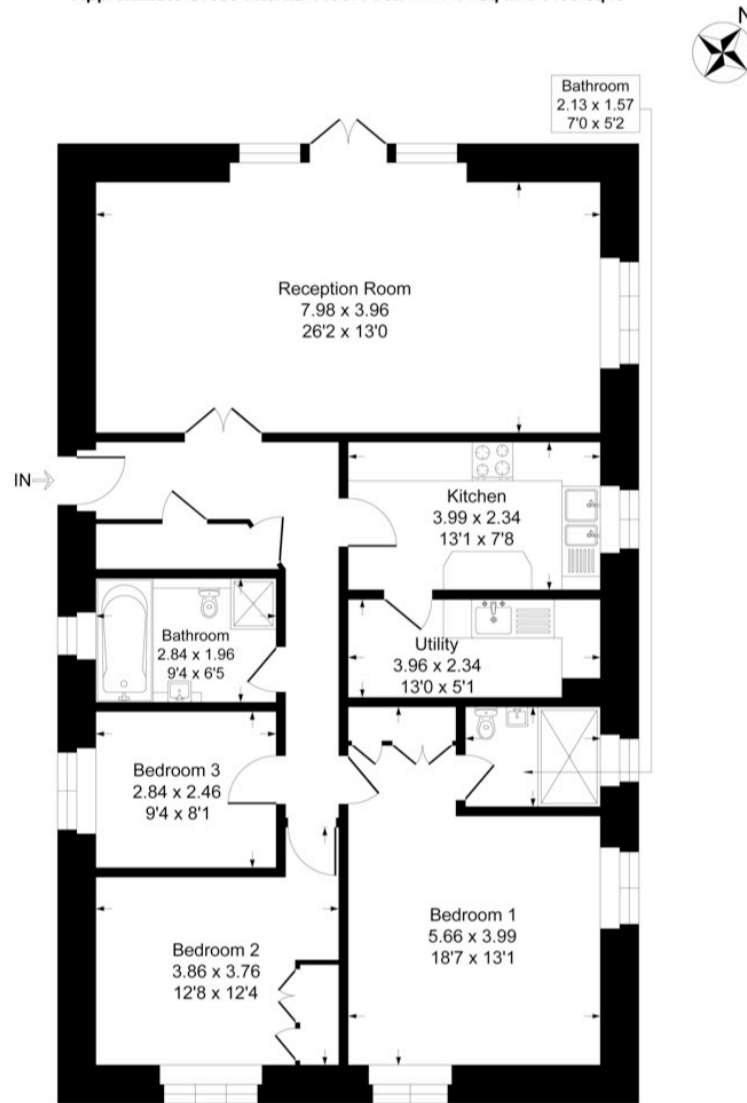 N
Bathroom
2.13 x 1.57
7'0 x 5'2
Reception Room
7.98 x 3.96
26'2 x 13'0
IN
Kitchen
3.99 x 2.34
13'1 x 7'8
Bathroom
2.84 x 1.96
9'4 x 6'5
Utility
3.96 x 2.34
13'0 x 5'1
Bedroom 3
2.84 x 2.46
9'4 x 8'1
Bedroom 1
5.66 x 3.99
18'7 x 13'1
Bedroom 2
3.86 x 3.76
12'8 x 12'4